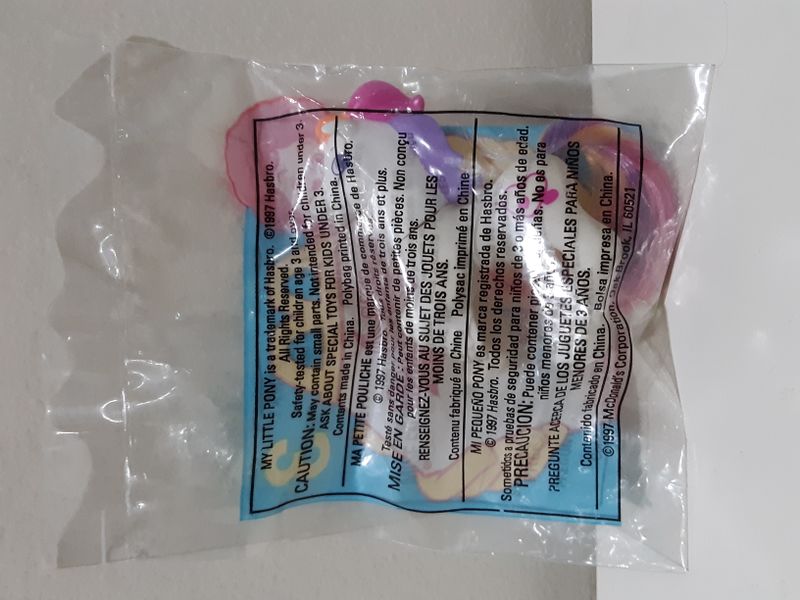 MY LITTLE PONY is a trademark of Hasbro. ©1997 Hasbro.
All Rights Reserved.
Safety-tested for children age 3 and over.
CAUTION: May contain small parts. Not intended for children under 3.
ASK ABOUT SPECIAL TOYS FOR KIDS UNDER 3.
Contents made in China. Polybag printed in China.
MA PETITE POULICHE est une marque de commerce de Hasbro.
© 1997 Hasbro. Tous droits réservés.
Testé sans danger pour les enfants de trois ans et plus.
MISE EN GARDE : Peut contenir de petites pièces. Non conçu
pour les enfants de moins de trois ans.
RENSEIGNEZ-VOUS AU SUJET DES JOUETS POUR LES
MOINS DE TROIS ANS.
Contenu fabriqué en Chine Polysac imprimé en Chine
MI PEQUEÑO PONY es marca registrada de Hasbro.
© 1997 Hasbro. Todos los derechos reservados.
Sometidos a pruebas de seguridad para niños de 3 o más años de edad.
PRECAUCION: Puede contener No es para
niños menores de 3 años.
PREGUNTE ACERCA DE LOS JUGUETES ESPECIALES PARA NIÑOS
MENORES DE 3 ANOS.
Contenido fabricado en China. Bolsa impresa en China.
©1997 McDonald's Corporation, Oak Brook, IL 60521